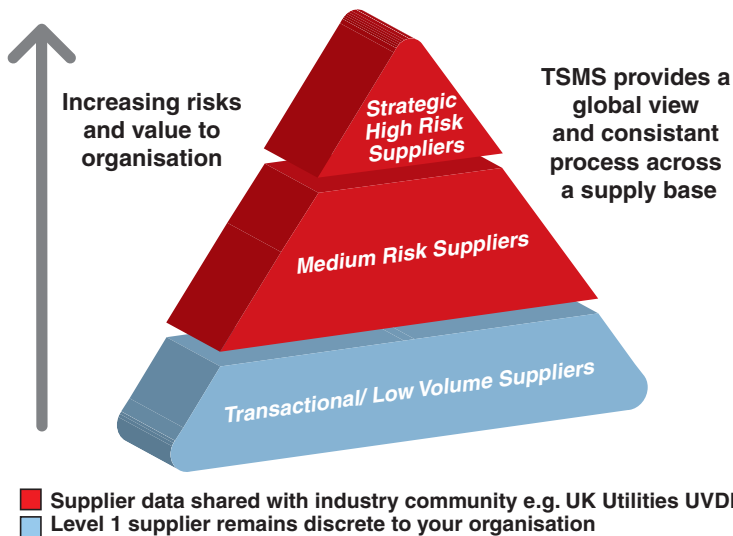 Increasing risks
and value to
organisation
TSMS provides a
global view
and consistant
process across
a supply base
Strategic
High Risk
Suppliers
Medium Risk Suppliers
Transactional/ Low Volume Suppliers
Supplier data shared with industry community e.g. UK Utilities
Level 1 supplier remains discrete to your organisation